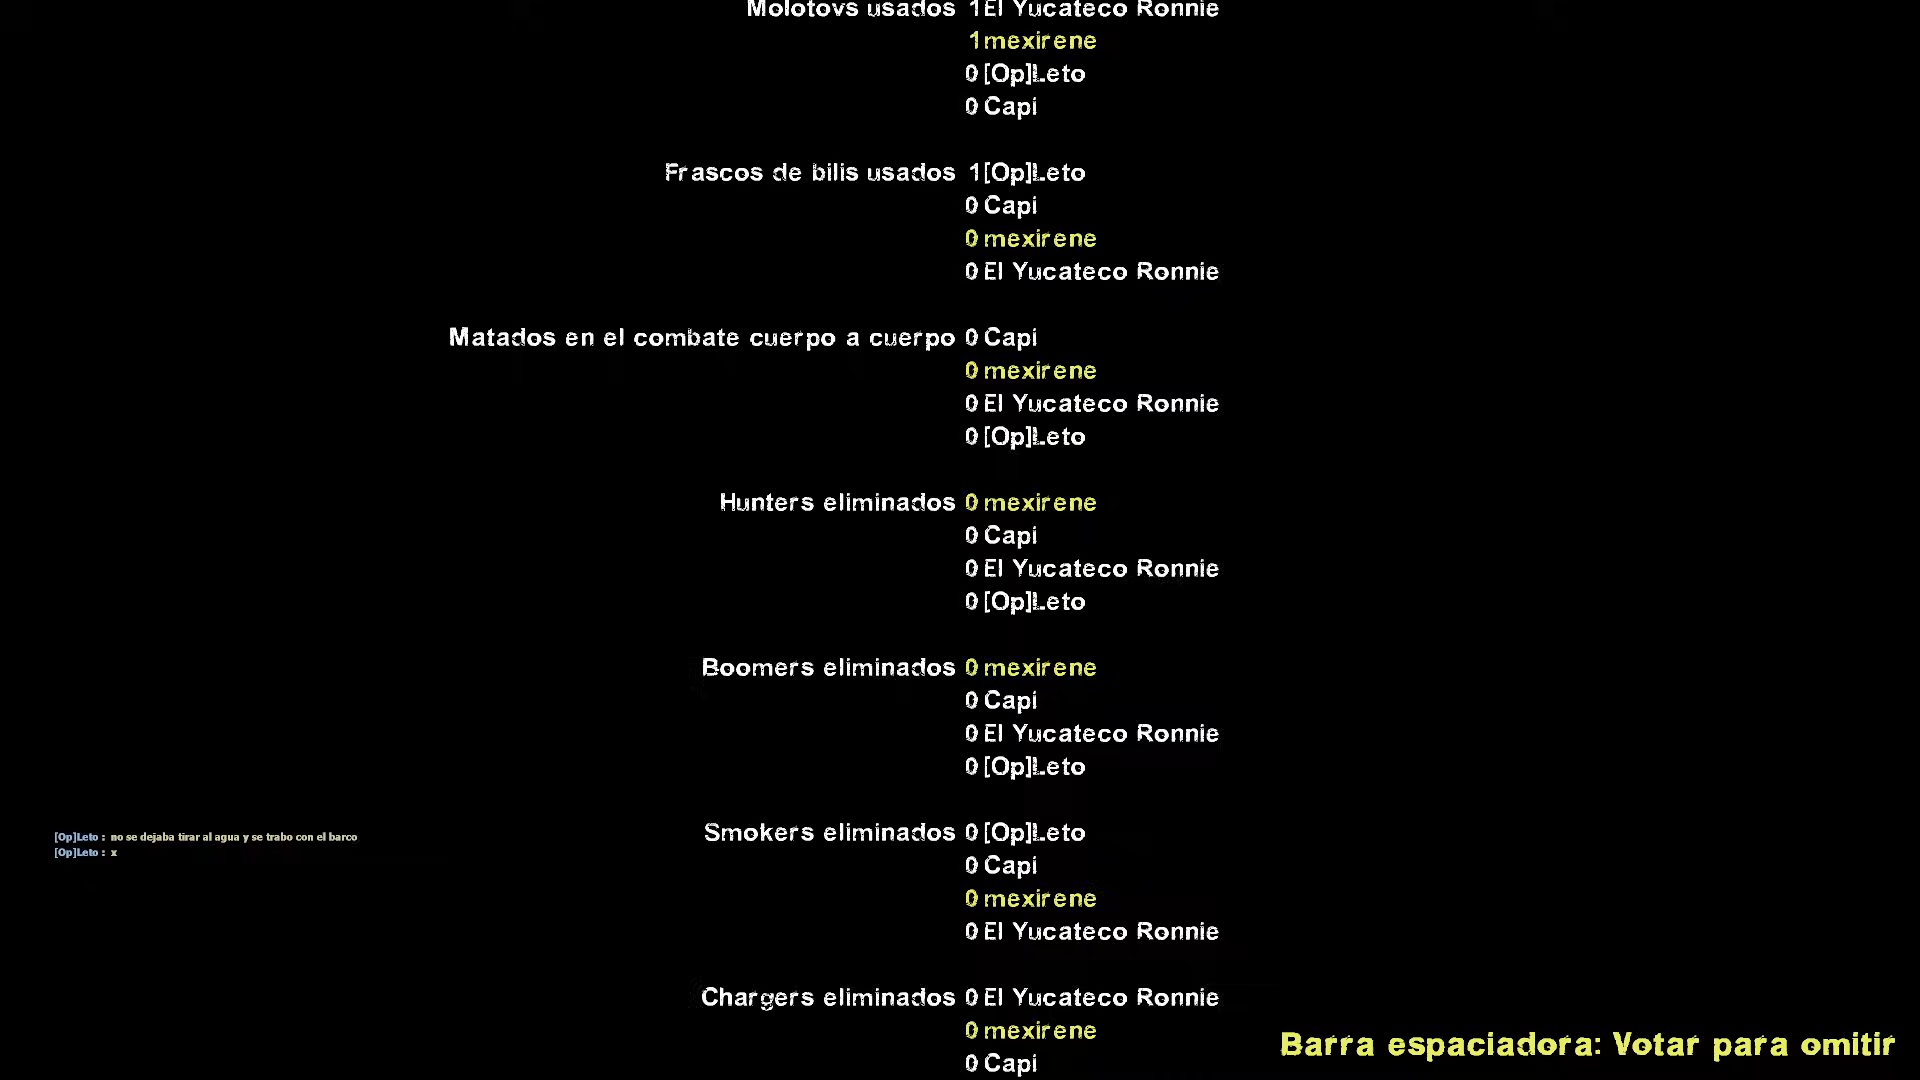 Molotovs usados 1 El Yucateco Ronnie
1 mexirene
0 [Op]Leto
0 Capi
Frascos de bilis usados 1 [Op]Leto
0 Capi
0 mexirene
0 El Yucateco Ronnie
Matados en el combate cuerpo a cuerpo 0 Capi
0 mexirene
0 El Yucateco Ronnie
0 [Op]Leto
Hunters eliminados 0 mexirene
0 Capi
0 El Yucateco Ronnie
0 [Op]Leto
Boomers eliminados 0 mexirene
0 Capi
0 El Yucateco Ronnie
0 [Op]Leto
Smokers eliminados 0 [Op]Leto
0 Capi
0 mexirene
0 El Yucateco Ronnie
Chargers eliminados 0 El Yucateco Ronnie
0 mexirene
0 Capi
[Op]Leto : no se dejaba tirar al agua y se trabo con el barco
[Op]Leto : x
Barra espaciadora: Votar para omitir